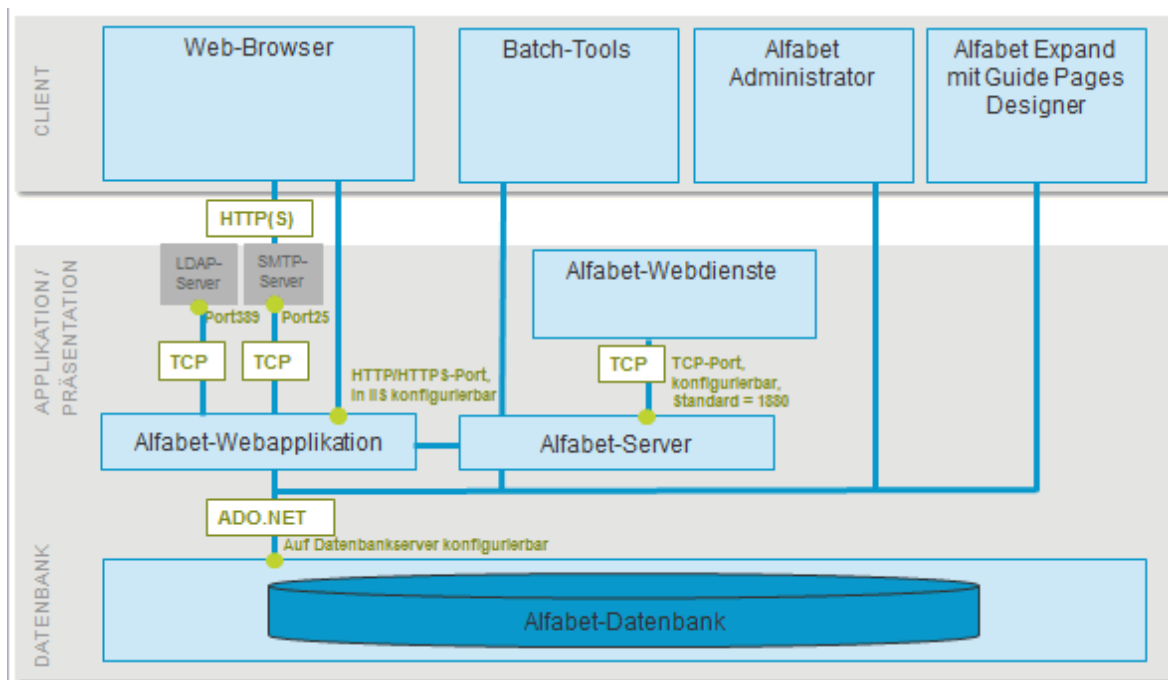 CLIENT
Web-Browser
Batch-Tools
Alfabet
Administrator
Alfabet Expand
mit Guide Pages
Designer
HTTP(S)
APPLIKATION/
PRÄSENTATION
LDAP-
Server
SMTP-
Server
Port389
Port25
TCP
TCP
Alfabet-Webdienste
TCP
TCP-Port,
konfigurierbar,
Standard = 1880
HTTP/HTTPS-Port,
in IIS konfigurierbar
Alfabet-Webapplikation
Alfabet-Server
ADO.NET
Auf Datenbankserver konfigurierbar
DATENBANK
Alfabet-Datenbank